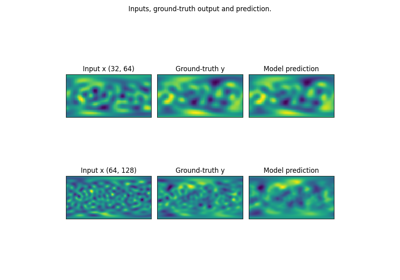 Inputs, ground-truth output and prediction.
Input x (32, 64) Ground-truth y Model prediction
Input x (64, 128) Ground-truth y Model prediction